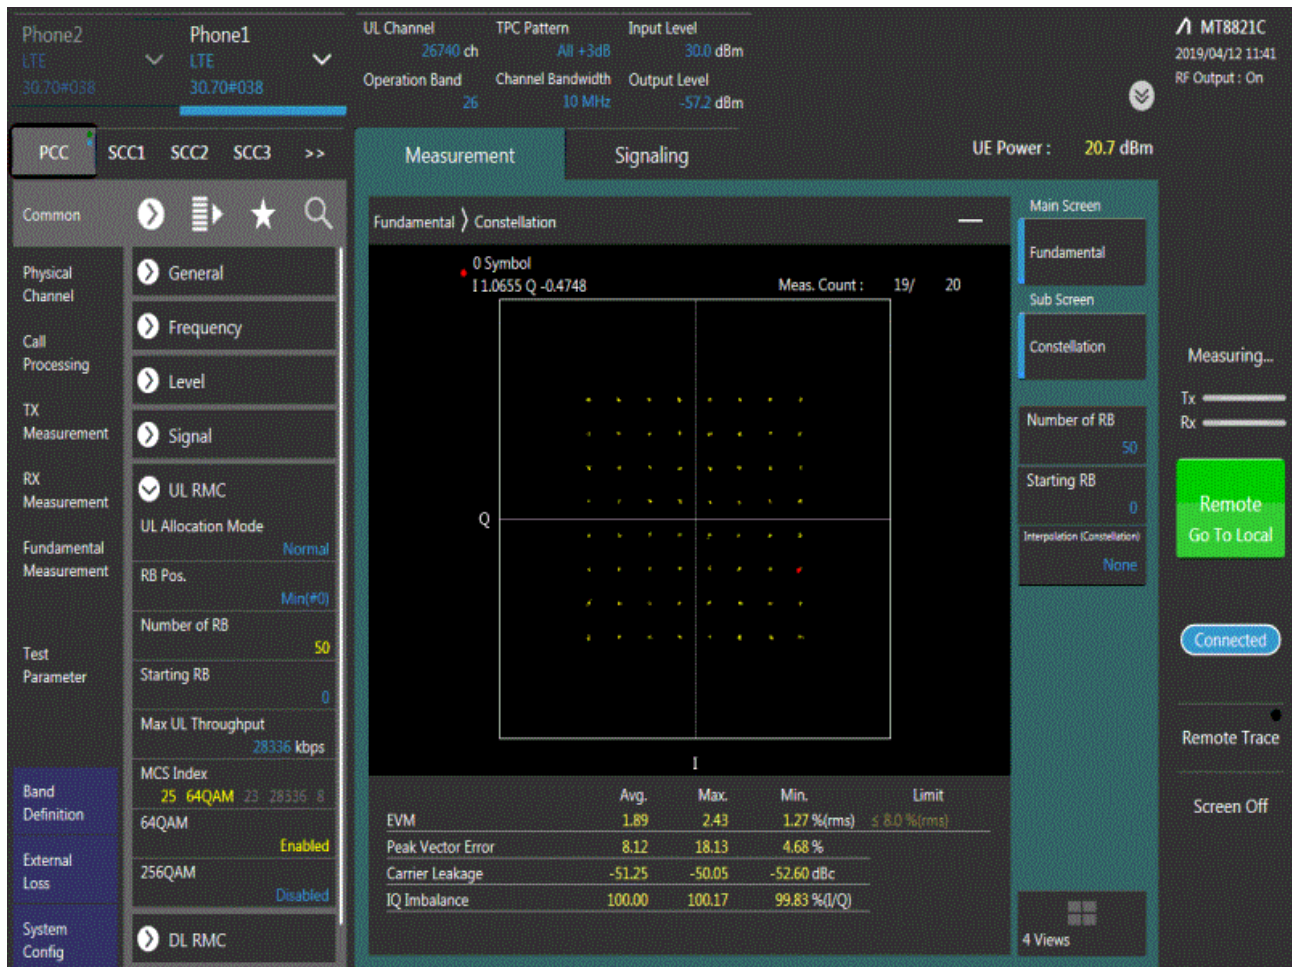 Phone2
LTE
30.70#038
Phone1
LTE
30.70#038
UL Channel
26740 ch
TPC Pattern
All +3dB
Input Level
30.0 dBm
Operation Band
26
Channel Bandwidth
10 MHz
Output Level
-57.2 dBm
MT8821C
2019/04/12 11:41
RF Output : On
PCC SCC1 SCC2 SCC3 >>
Measurement Signaling
UE Power : 20.7 dBm
Common
Physical
Channel
Call
Processing
TX
Measurement
RX
Measurement
Fundamental
Measurement
Test
Parameter
Band
Definition
External
Loss
System
Config
General
Frequency
Level
Signal
UL RMC
UL Allocation Mode
Normal
RB Pos.
Min(#0)
Number of RB
50
Starting RB
0
Max UL Throughput
28336 kbps
MCS Index
25 64QAM 23 28336 8
64QAM
Enabled
256QAM
Disabled
DL RMC
Fundamental 〉 Constellation
0 Symbol
I 1.0655 Q -0.4748
Meas. Count : 19/ 20
Q
I
Avg. Max. Min. Limit
EVM 1.89 2.43 1.27 %(rms) ≤ 8.0 %(rms)
Peak Vector Error 8.12 18.13 4.68 %
Carrier Leakage -51.25 -50.05 -52.60 dBc
IQ Imbalance 100.00 100.17 99.83 %(I/Q)
Main Screen
Fundamental
Sub Screen
Constellation
Number of RB
50
Starting RB
0
Interpolation (Constellation)
None
4 Views
Measuring...
Tx
Rx
Remote
Go To Local
Connected
Remote Trace
Screen Off